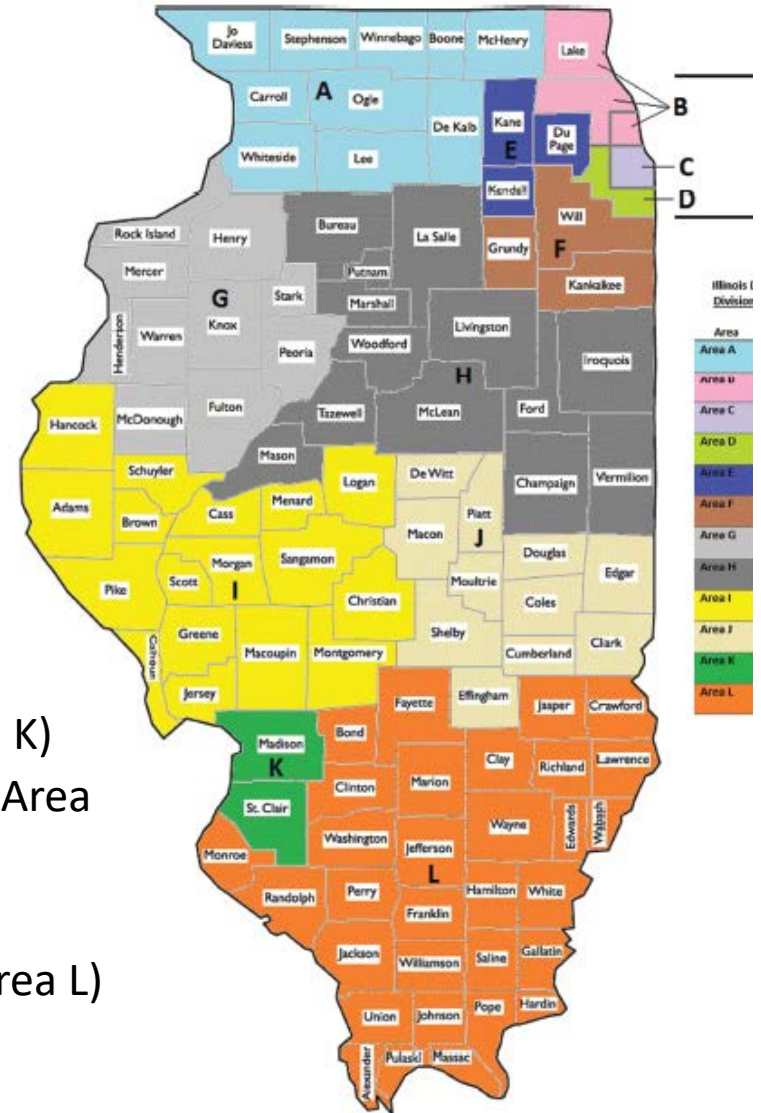 Jo
Daviess
Stephenson
Winnebago
Boone
McHenry
Lake
Carroll
A
Ogle
De Kalb
Kane
E
Du
Page
B
C
D
Whiteside
Lee
Kendall
Will
F
Grundy
Kankakee
Rock Island
Henry
Bureau
La Salle
Putnam
Mercer
G
Stark
Marshall
Henderson
Warren
Knox
Peoria
Woodford
Livingston
Iroquois
H
Hancock
McDonough
Fulton
Tazewell
McLean
Ford
Mason
Schuyler
Logan
De Witt
Champaign
Vermilion
Adams
Brown
Cass
Menard
Piatt
Macon
J
Douglas
Edgar
Pike
Scott
Morgan
I
Sangamon
Christian
Moultrie
Coles
Shelby
Greene
Calhoun
Macoupin
Montgomery
Cumberland
Clark
Jersey
Effingham
Fayette
Jasper
Crawford
Madison
K
Bond
Clay
Richland
Lawrence
St. Clair
Clinton
Marion
Wayne
Edwards
Wabash
Monroe
Washington
Jefferson
L
Randolph
Perry
Hamilton
White
Franklin
Jackson
Williamson
Saline
Gallatin
Union
Johnson
Pope
Hardin
Alexander
Pulaski
Massac
Illinois
Division
Area
Area A
Area B
Area C
Area D
Area E
Area F
Area G
Area H
Area I
Area J
Area K
Area L
K)
Area
rea L)